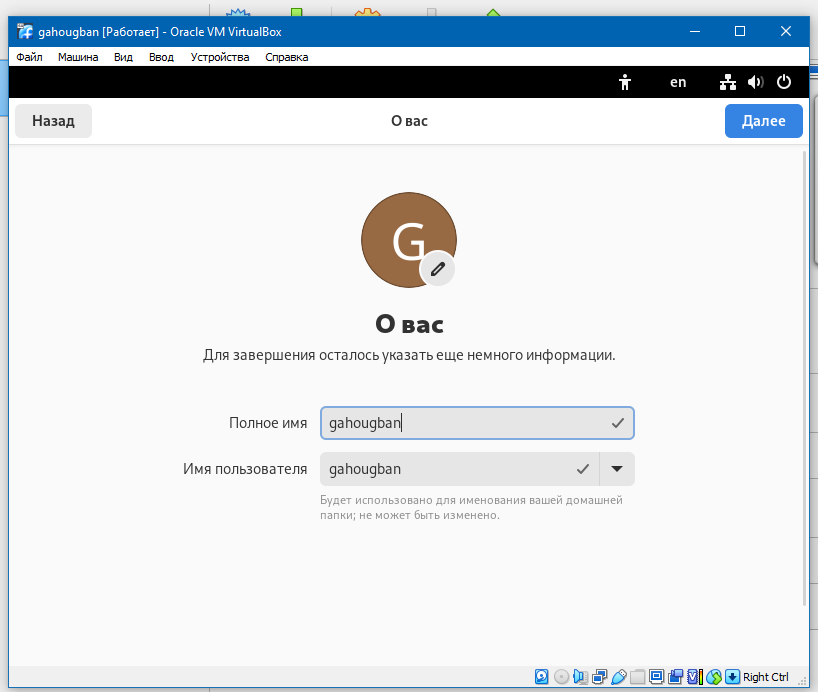 gahougban [Работает] - Oracle VM VirtualBox
Файл Машина Вид Ввод Устройства Справка
en
Назад О вас Далее
G
О вас
Для завершения осталось указать еще немного информации.
Полное имя gahougban
Имя пользователя gahougban
Будет использовано для именования вашей домашней
папки; не может быть изменено.
Right Ctrl